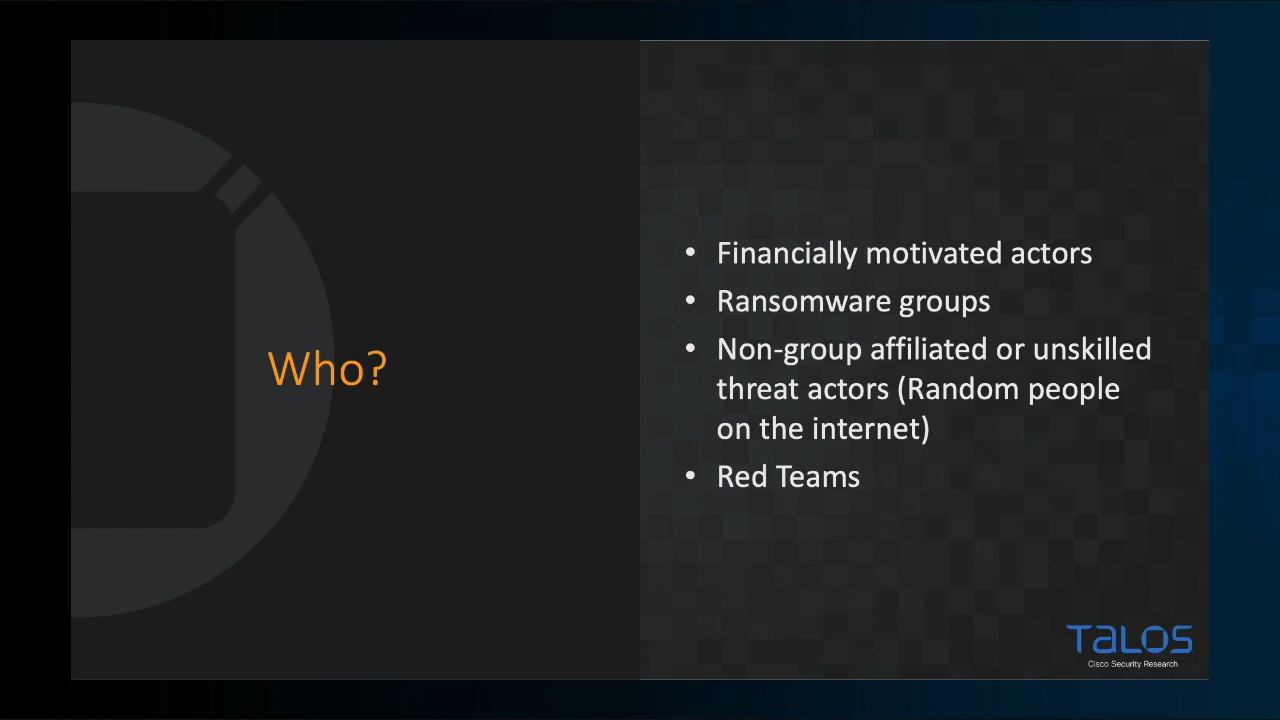 Who?
• Financially motivated actors
• Ransomware groups
• Non-group affiliated or unskilled
threat actors (Random people
on the internet)
• Red Teams
TALOS
Cisco Security Research